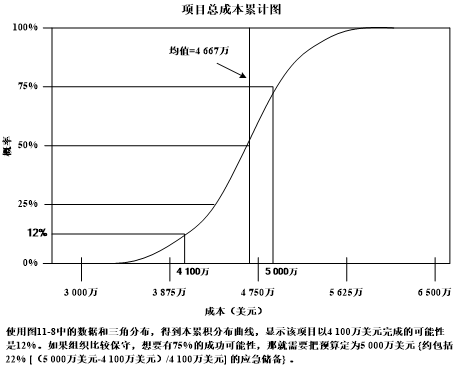 项目总成本累计图
100%
均值=4 667万
75%
50%
概率
25%
12%
0%
4 100万
5 000万
3 000万
3 875万
4 750万
5 625万
6 500万
成本（美元）
使用图11-8中的数据和三角分布，得到本累积分布曲线，显示该项目以4 100万美元完成的可能性
是12%。如果组织比较保守，想要有75%的成功可能性，那就需要把预算定为5 000万美元{约包括
22% [（5 000万美元-4 100万美元）/4 100万美元] 的应急储备}。